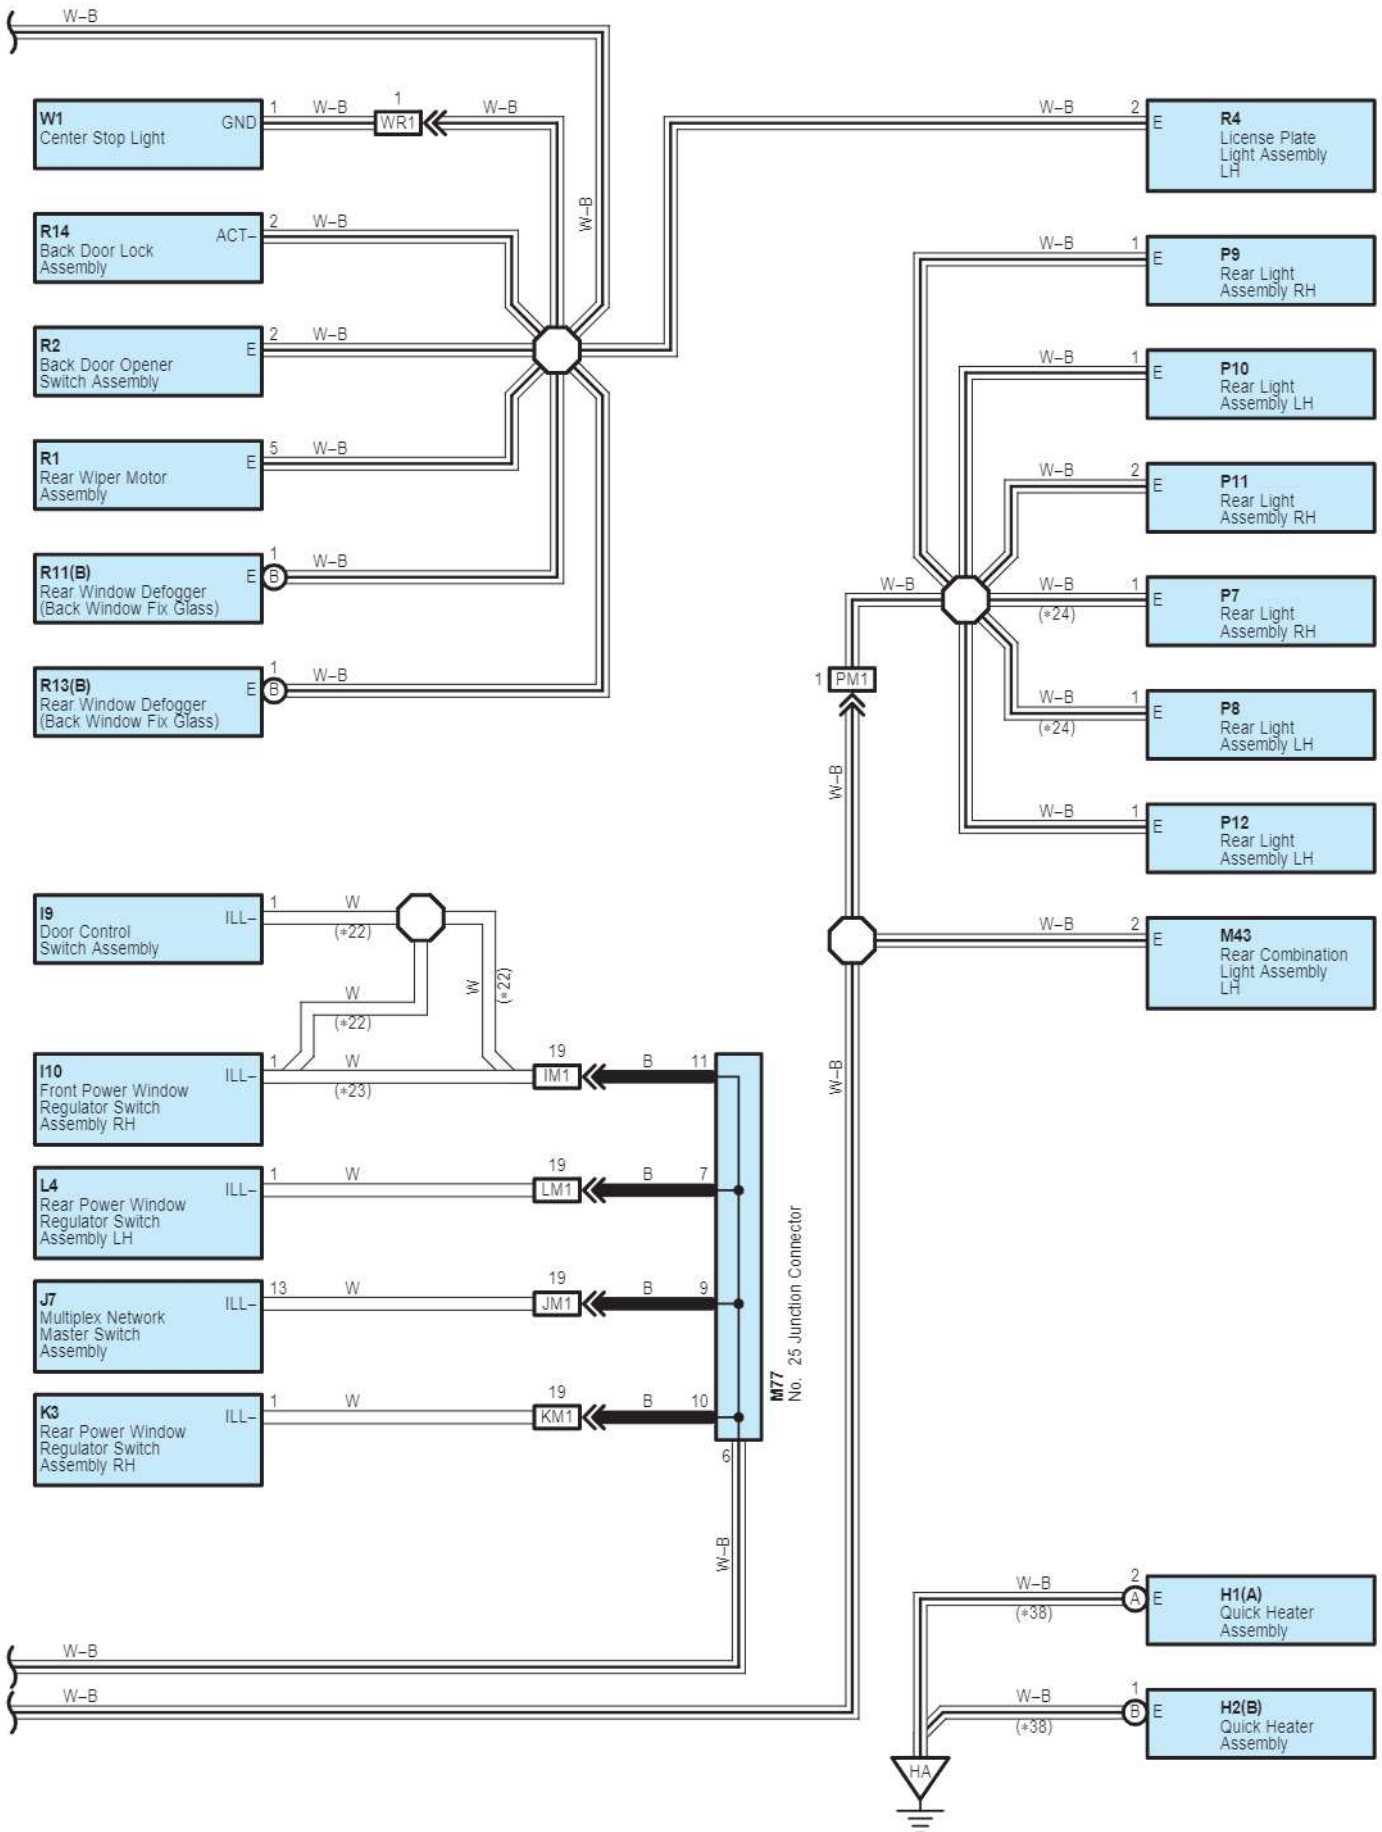 W–B
W1
Center Stop Light
GND
1
W–B
1
WR1
W–B
W–B
R14
Back Door Lock
Assembly
ACT–
2
W–B
R2
Back Door Opener
Switch Assembly
E
2
W–B
R1
Rear Wiper Motor
Assembly
E
5
W–B
R11(B)
Rear Window Defogger
(Back Window Fix Glass)
E
1
B
W–B
R13(B)
Rear Window Defogger
(Back Window Fix Glass)
E
1
B
W–B
W–B
2
E
R4
License Plate
Light Assembly
LH
W–B
1
E
P9
Rear Light
Assembly RH
W–B
1
E
P10
Rear Light
Assembly LH
W–B
2
E
P11
Rear Light
Assembly RH
W–B
W–B
(*24)
1
E
P7
Rear Light
Assembly RH
1
PM1
W–B
(*24)
1
E
P8
Rear Light
Assembly LH
W–B
W–B
1
E
P12
Rear Light
Assembly LH
W–B
2
E
M43
Rear Combination
Light Assembly
LH
W–B
I9
Door Control
Switch Assembly
ILL–
1
W
(*22)
W
(*22)
W
(*22)
I10
Front Power Window
Regulator Switch
Assembly RH
ILL–
1
W
(*23)
19
IM1
B
11
L4
Rear Power Window
Regulator Switch
Assembly LH
ILL–
1
W
19
LM1
B
7
J7
Multiplex Network
Master Switch
Assembly
ILL–
13
W
19
JM1
B
9
K3
Rear Power Window
Regulator Switch
Assembly RH
ILL–
1
W
19
KM1
B
10
M77
No. 25 Junction Connector
6
W–B
W–B
W–B
W–B
(*38)
2
A
E
H1(A)
Quick Heater
Assembly
W–B
(*38)
1
B
E
H2(B)
Quick Heater
Assembly
HA